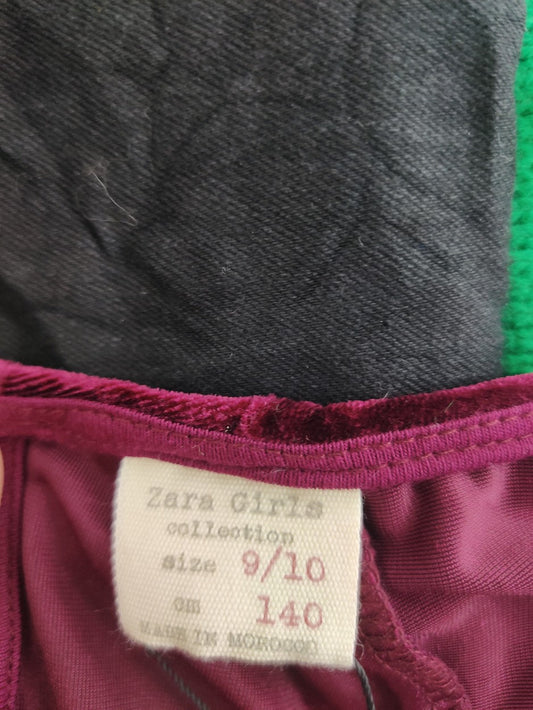 Zara Girls
collection
size 9/10
cm 140
MADE IN MOROCCO